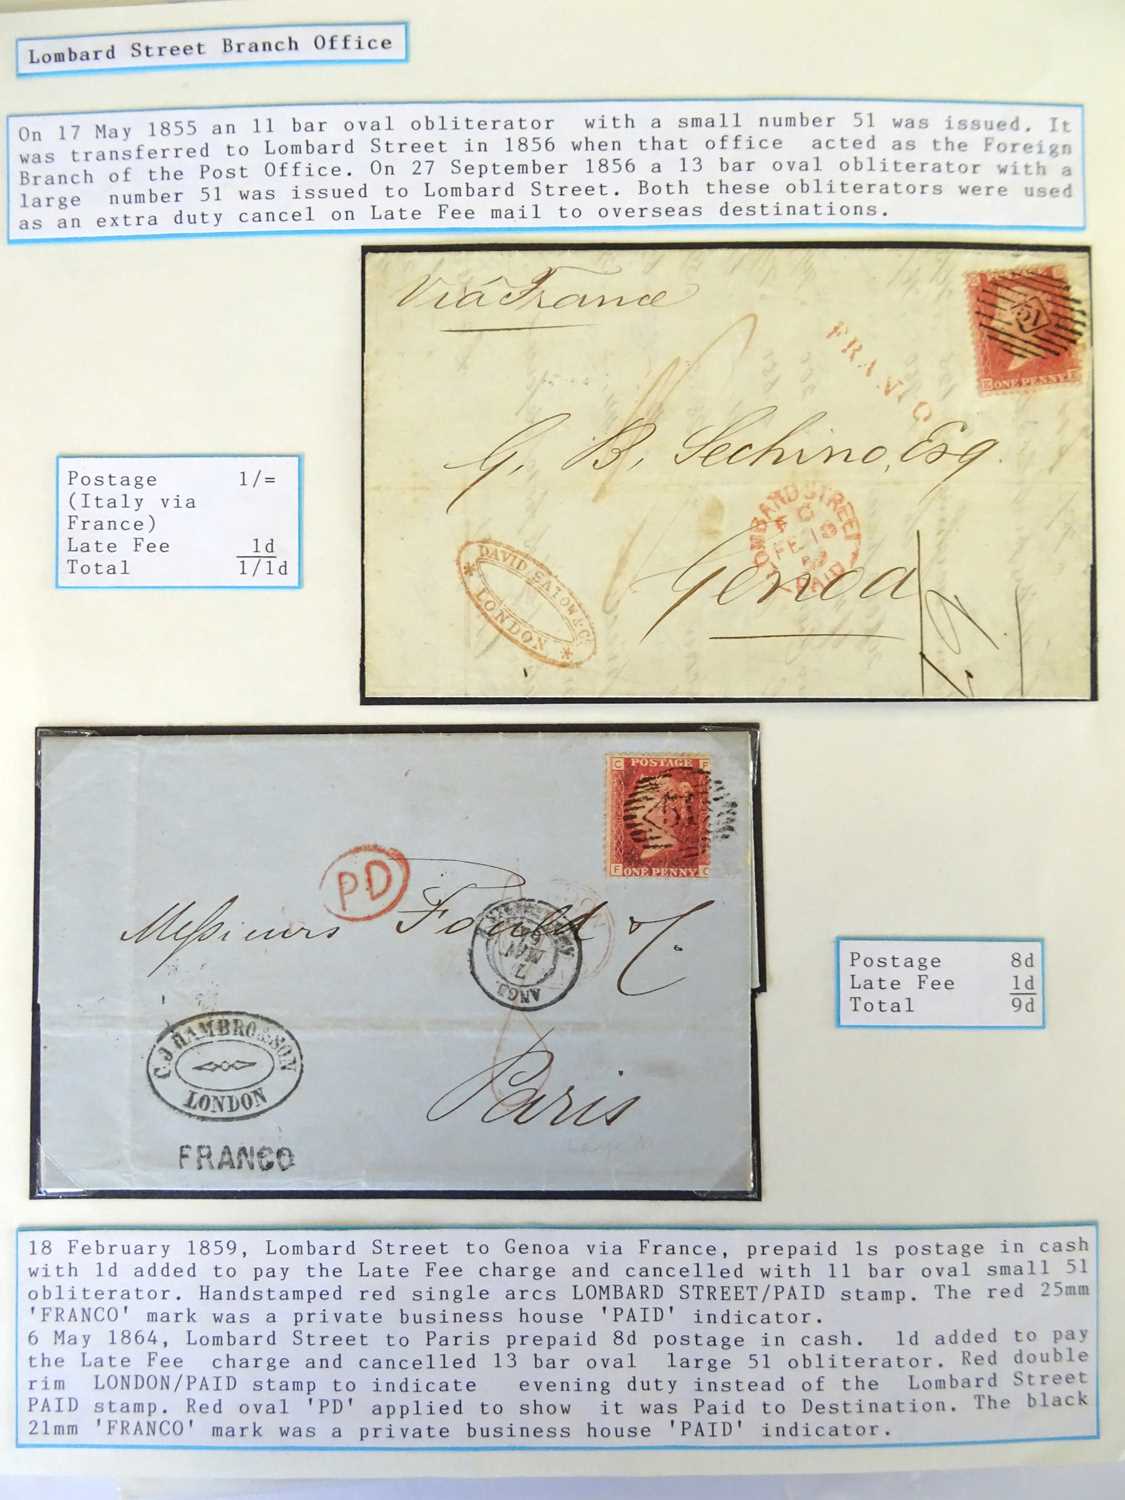 Lombard Street Branch Office
On 17 May 1855 an 11 bar oval obliterator with a small number 51 was issued. It
was transferred to Lombard Street in 1856 when that office acted as the Foreign
Branch of the Post Office. On 27 September 1856 a 13 bar oval obliterator with a
large number 51 was issued to Lombard Street. Both these obliterators were used
as an extra duty cancel on Late Fee mail to overseas destinations.
Via France
FRANCO
51
E ONE PENNY E
G. B. Sechino, Esq
LOMBARD STREET
C
FE 19
PAID
Genoa
DAVID SATOW & Co
LONDON
Postage 1/=
(Italy via
France)
Late Fee 1d
Total 1/1d
C POSTAGE F
51
F ONE PENNY C
PD
Messieurs Fould & C.
7
MAI
ANGL.
Paris
C.J HAMBRO & SON
LONDON
FRANCO
Postage 8d
Late Fee 1d
Total 9d
18 February 1859, Lombard Street to Genoa via France, prepaid 1s postage in cash
with 1d added to pay the Late Fee charge and cancelled with 11 bar oval small 51
obliterator. Handstamped red single arcs LOMBARD STREET/PAID stamp. The red 25mm
'FRANCO' mark was a private business house 'PAID' indicator.
6 May 1864, Lombard Street to Paris prepaid 8d postage in cash. 1d added to pay
the Late Fee charge and cancelled 13 bar oval large 51 obliterator. Red double
rim LONDON/PAID stamp to indicate evening duty instead of the Lombard Street
PAID stamp. Red oval 'PD' applied to show it was Paid to Destination. The black
21mm 'FRANCO' mark was a private business house 'PAID' indicator.